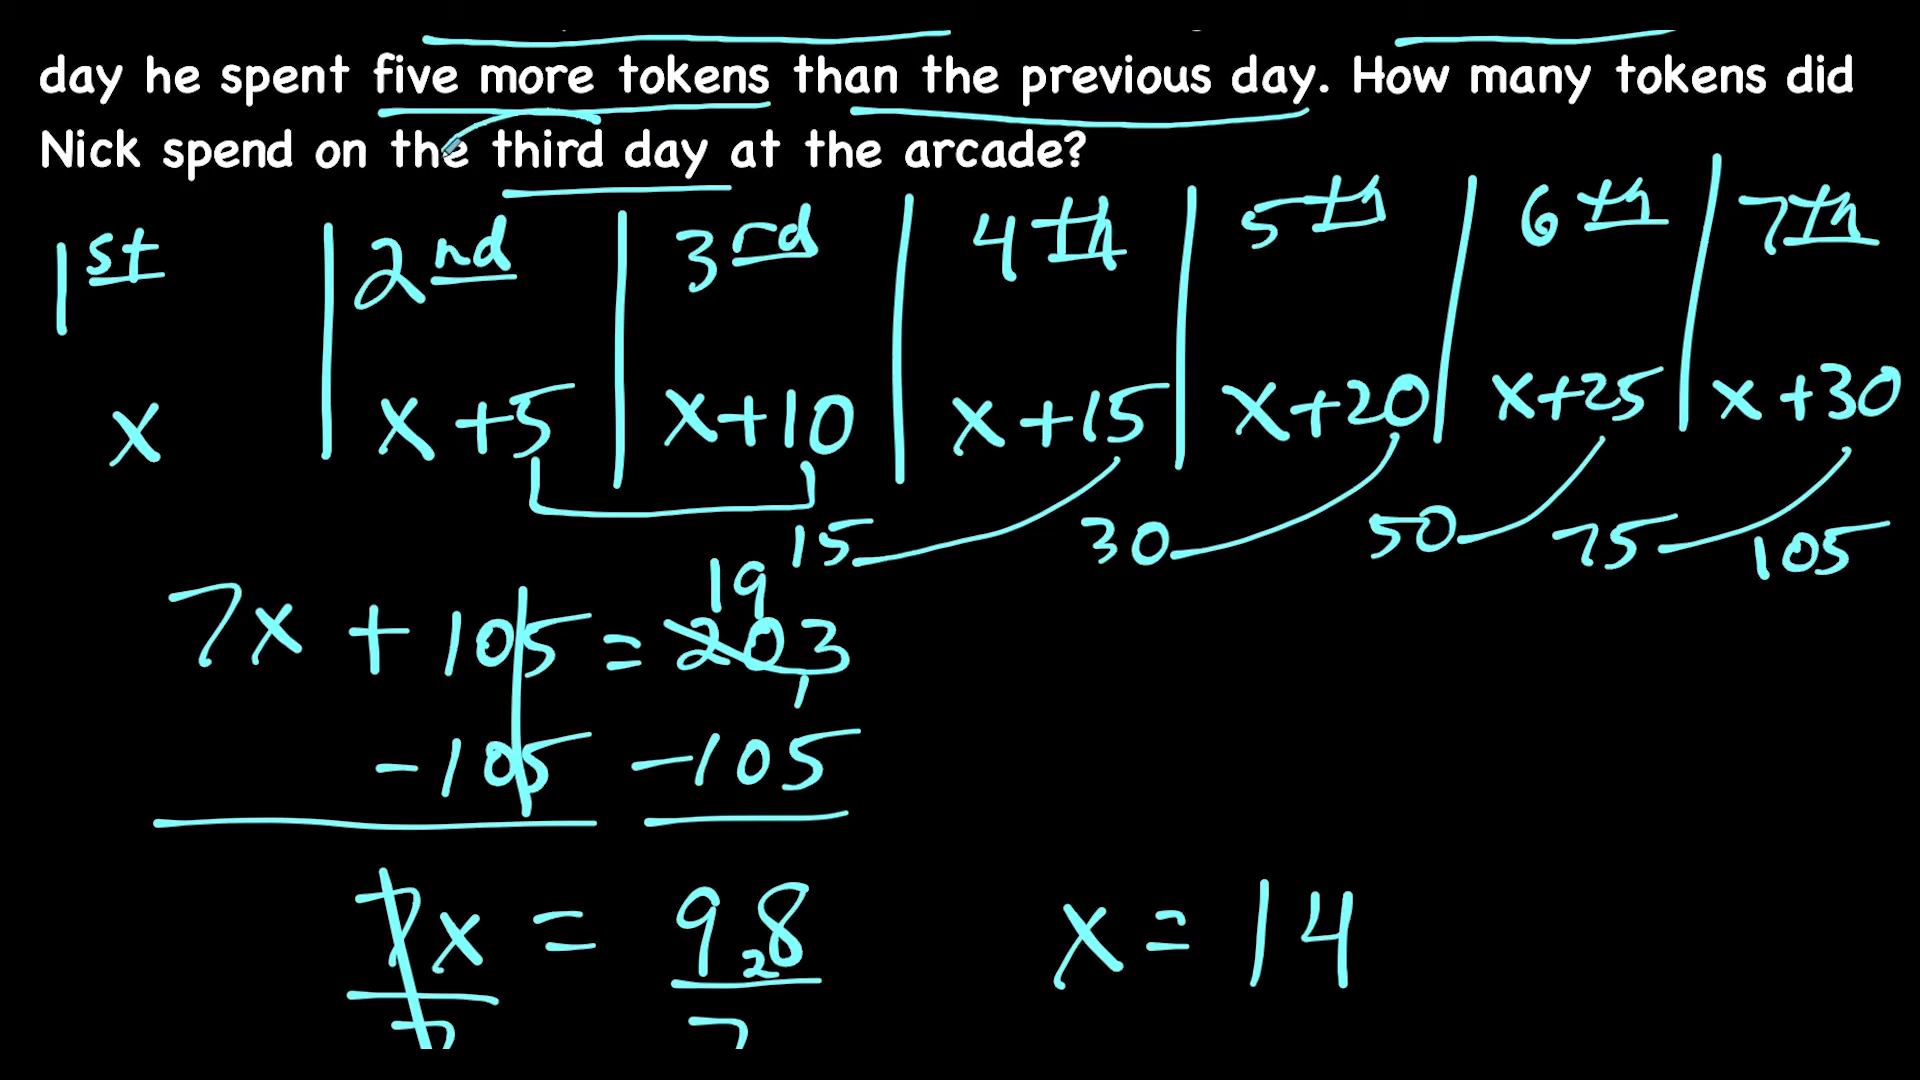 day he spent five more tokens than the previous day. How many tokens did
Nick spend on the third day at the arcade?
1st 2nd 3rd 4th 5th 6th 7th
x x+5 x+10 x+15 x+20 x+25 x+30
15 30 50 75 105
19
7x + 105 = 203
1
-105 -105
7x = 98 x = 14
2
7 7